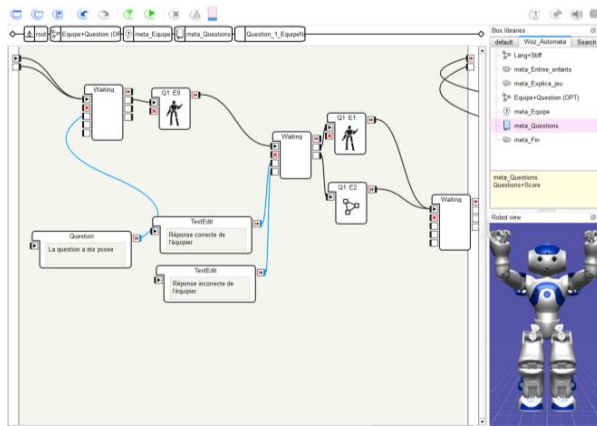 root
Equipe+Question (OP
meta_Equipe
meta_Questions
Question_1_EquipeN
Box libraries
default
Woz_Automata
Search
Lang+Stiff
meta_Entree_enfants
meta_Explica_jeu
Equipe+Question (OPT)
meta_Equipe
meta_Questions
meta_Fin
meta_Questions:
Questions+Score
Robot view
Waiting
Q1 E0
Waiting
Q1 E1
Q1 E2
Waiting
Question
La question a ete posee
TextEdit
Réponse correcte de
l'équipier
TextEdit
Réponse incorrecte de
l'équipier